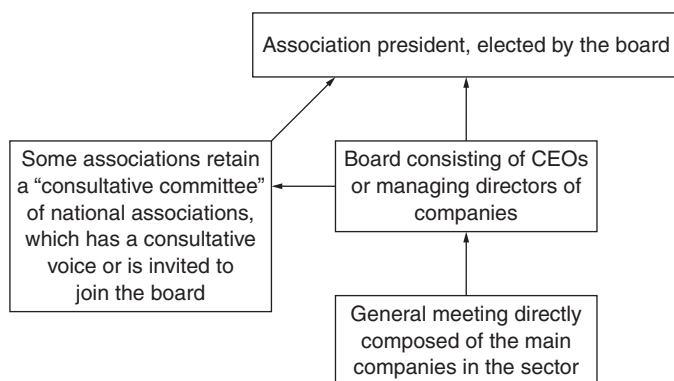 Association president, elected by the board
Some associations retain
a “consultative committee”
of national associations,
which has a consultative
voice or is invited to
join the board
Board consisting of CEOs
or managing directors of
companies
General meeting directly
composed of the main
companies in the sector